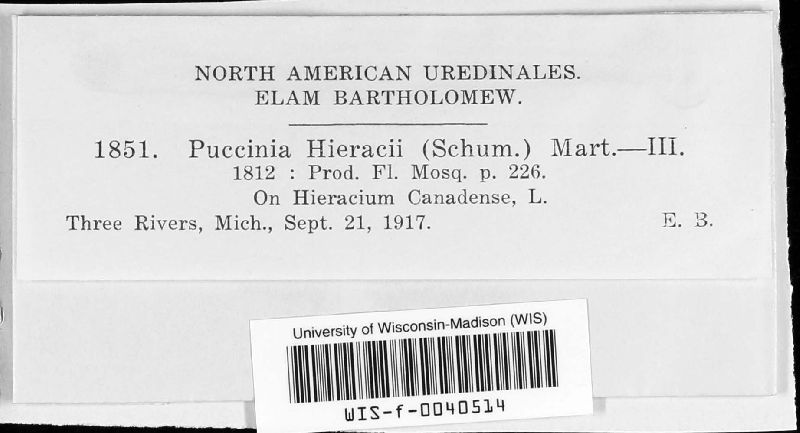 NORTH AMERICAN UREDINALES.
ELAM BARTHOLOMEW.
1851. Puccinia Hieracii (Schum.) Mart.—III.
1812 : Prod. Fl. Mosq. p. 226.
On Hieracium Canadense, L.
Three Rivers, Mich., Sept. 21, 1917. E. B.
University of Wisconsin-Madison (WIS)
WIS-f-0040514